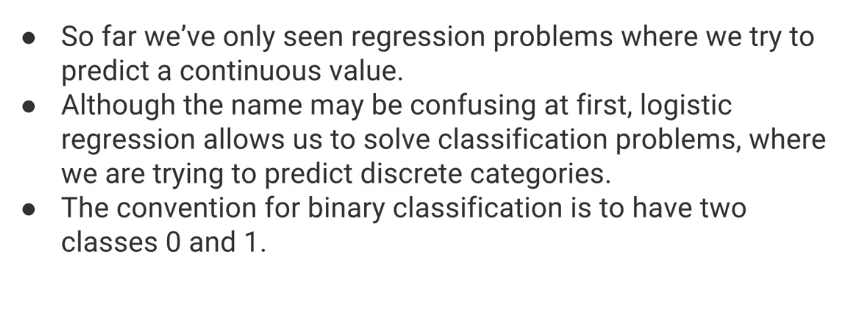 ● So far we’ve only seen regression problems where we try to
predict a continuous value.
● Although the name may be confusing at first, logistic
regression allows us to solve classification problems, where
we are trying to predict discrete categories.
● The convention for binary classification is to have two
classes 0 and 1.